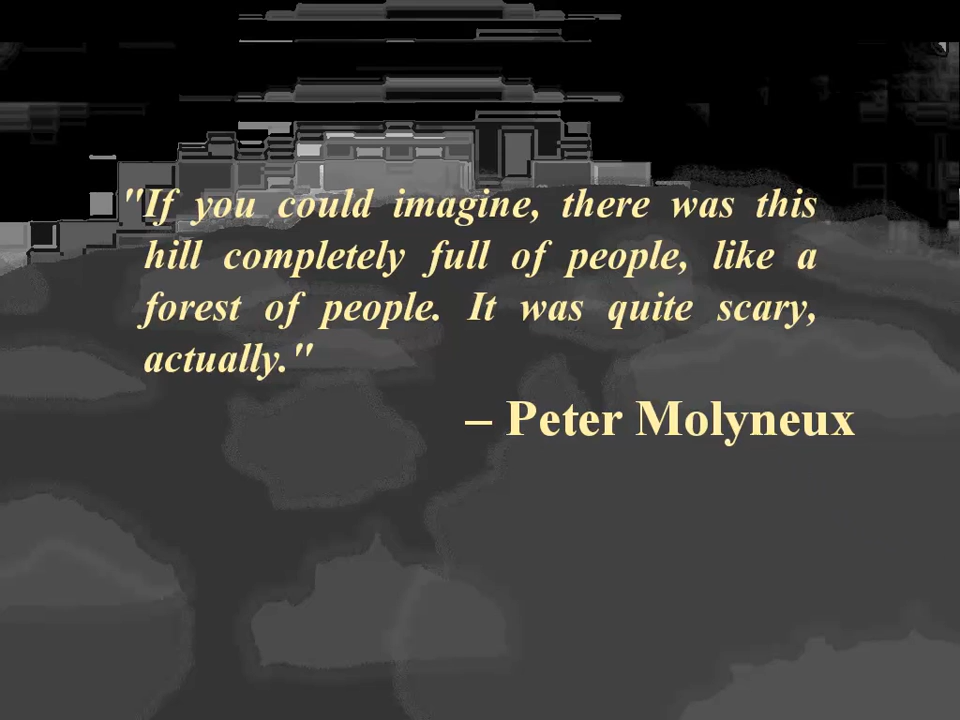 "If you could imagine, there was this
hill completely full of people, like a
forest of people. It was quite scary,
actually."
– Peter Molyneux